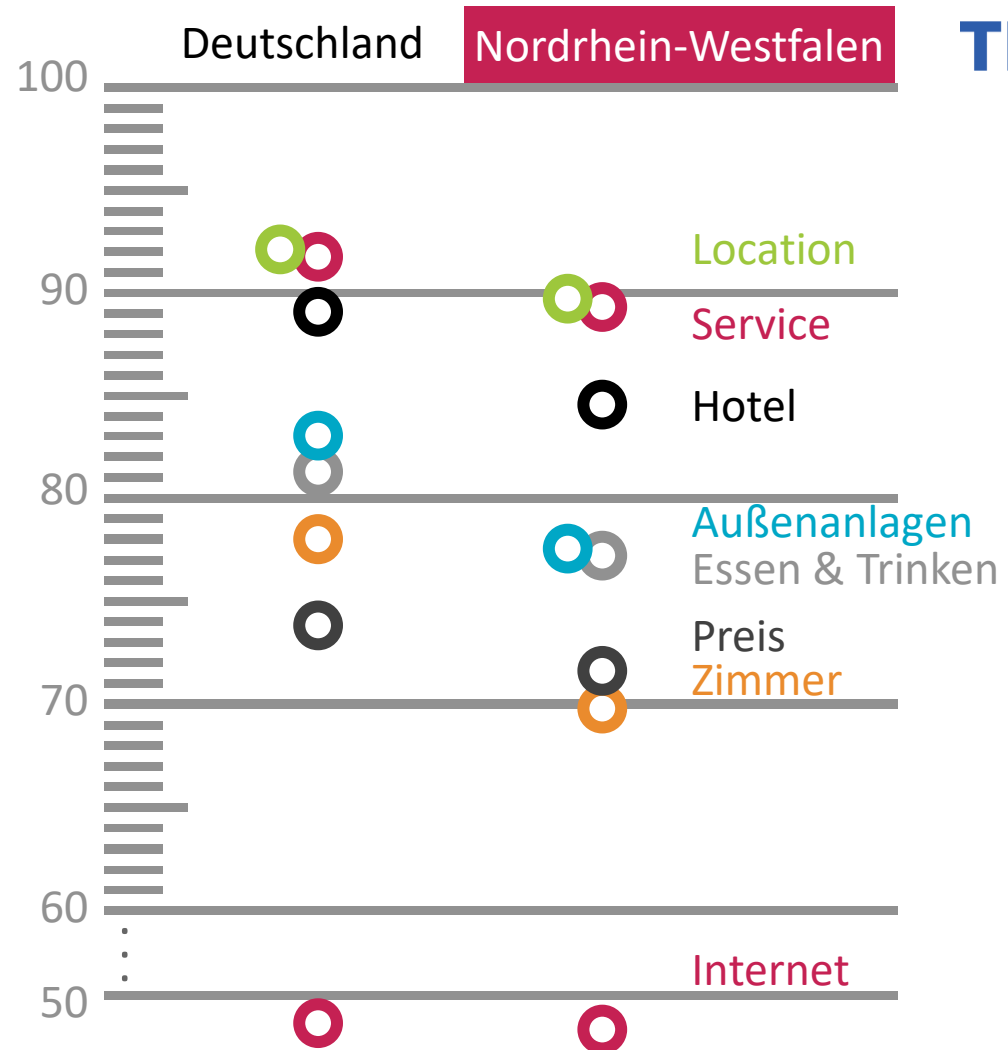 Deutschland Nordrhein-Westfalen
100
Location
90
Service
Hotel
80
Außenanlagen
Essen & Trinken
Preis
Zimmer
70
60
Internet
50